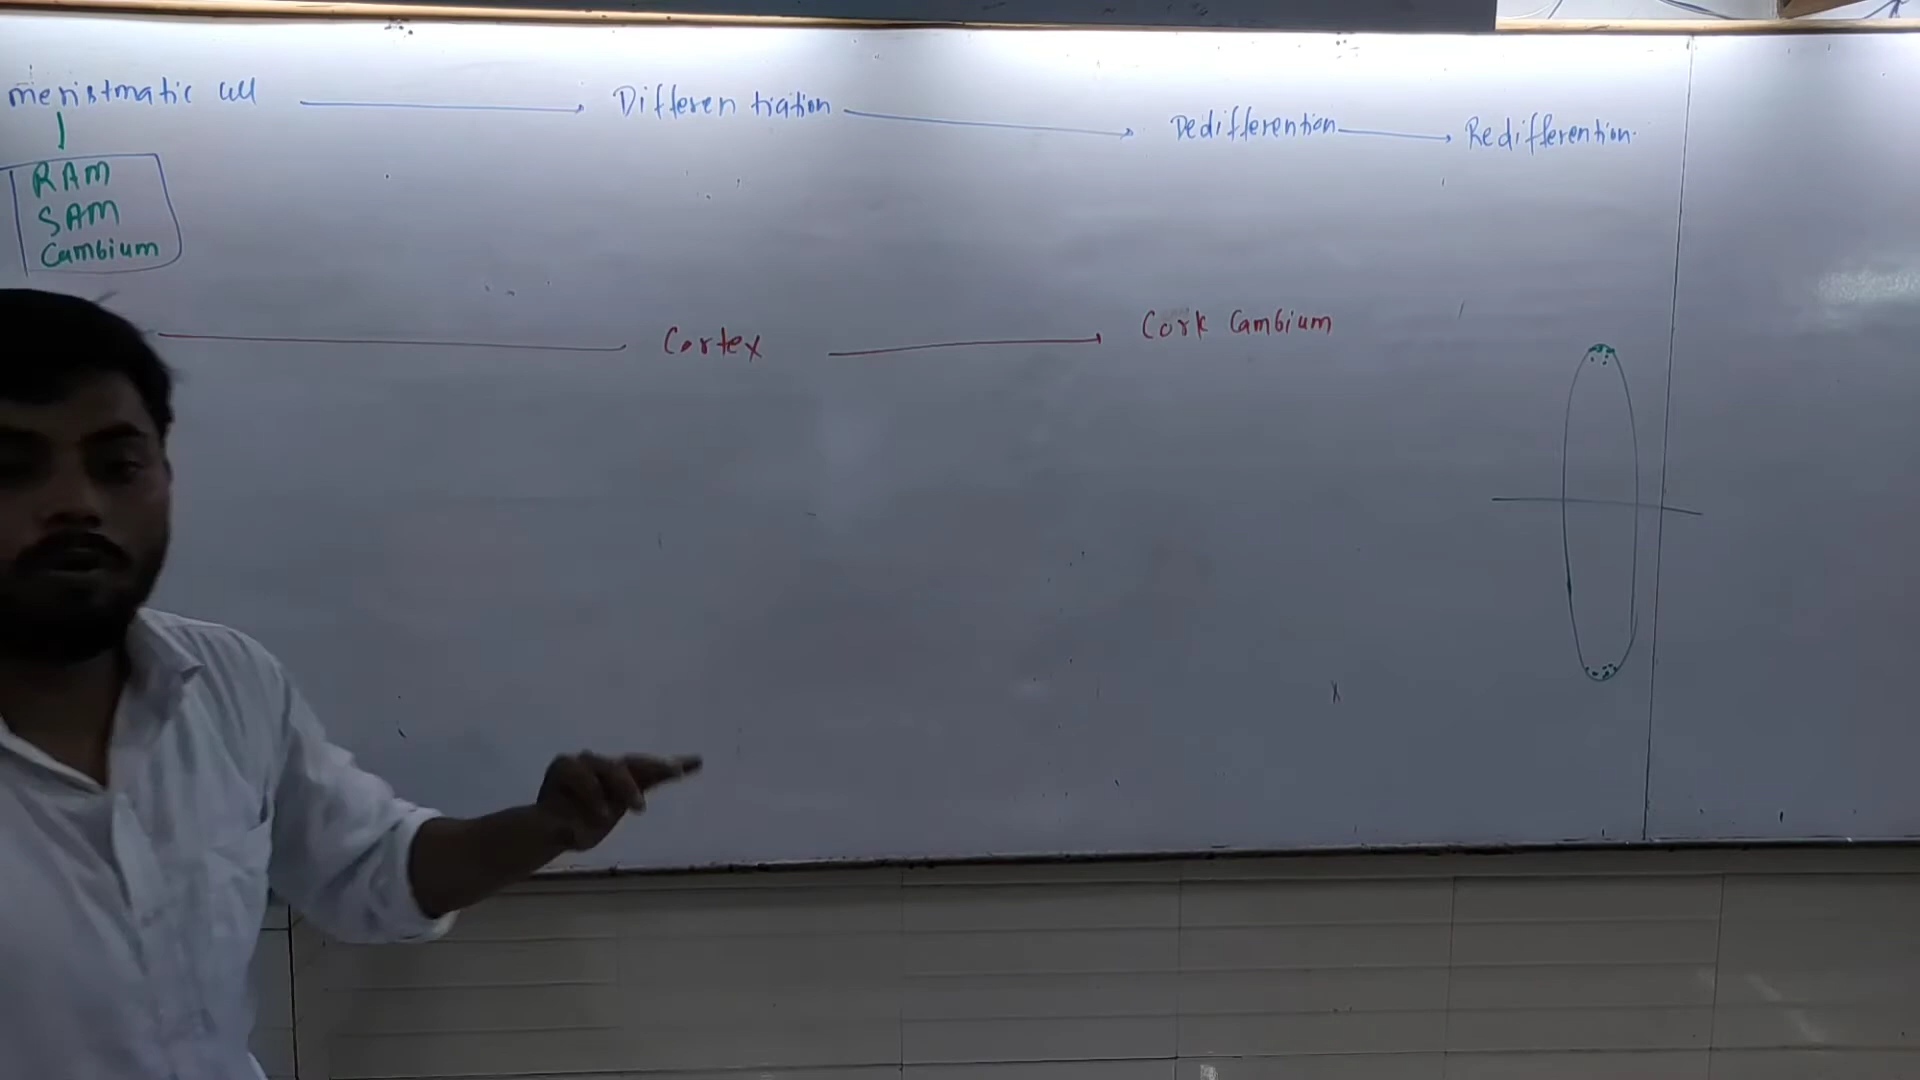 meristmatic cell → Differentiation → Dedifferention → Redifferention.
RAM
SAM
Cambium
→ Cortex → Cork Cambium